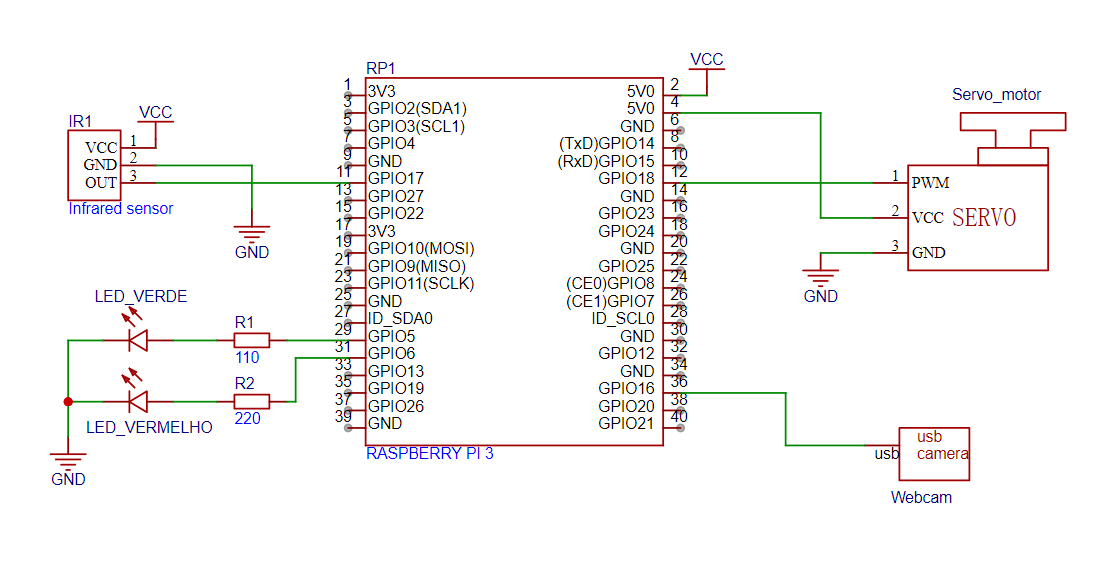 RP1
VCC
1 3V3 5V0 2
3 GPIO2(SDA1) 5V0 4
5 GPIO3(SCL1) GND 6
7 GPIO4 (TxD)GPIO14 8
9 GND (RxD)GPIO15 10
11 GPIO17 GPIO18 12
13 GPIO27 GND 14
15 GPIO22 GPIO23 16
17 3V3 GPIO24 18
19 GPIO10(MOSI) GND 20
21 GPIO9(MISO) GPIO25 22
23 GPIO11(SCLK) (CE0)GPIO8 24
25 GND (CE1)GPIO7 26
27 ID_SDA0 ID_SCL0 28
29 GPIO5 GND 30
31 GPIO6 GPIO12 32
33 GPIO13 GND 34
35 GPIO19 GPIO16 36
37 GPIO26 GPIO20 38
39 GND GPIO21 40
RASPBERRY PI 3
IR1
VCC
VCC 1
GND 2
OUT 3
Infrared sensor
GND
LED_VERDE
R1
110
R2
220
LED_VERMELHO
GND
Servo_motor
1 PWM
2 VCC
SERVO
3 GND
GND
usb
usb
camera
Webcam